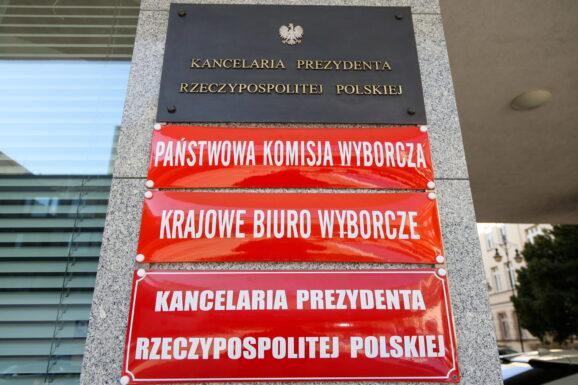 KANCELARIA PREZYDENTA
RZECZYPOSPOLITEJ POLSKIEJ
PAŃSTWOWA KOMISJA WYBORCZA
KRAJOWE BIURO WYBORCZE
KANCELARIA PREZYDENTA
RZECZYPOSPOLITEJ POLSKIEJ